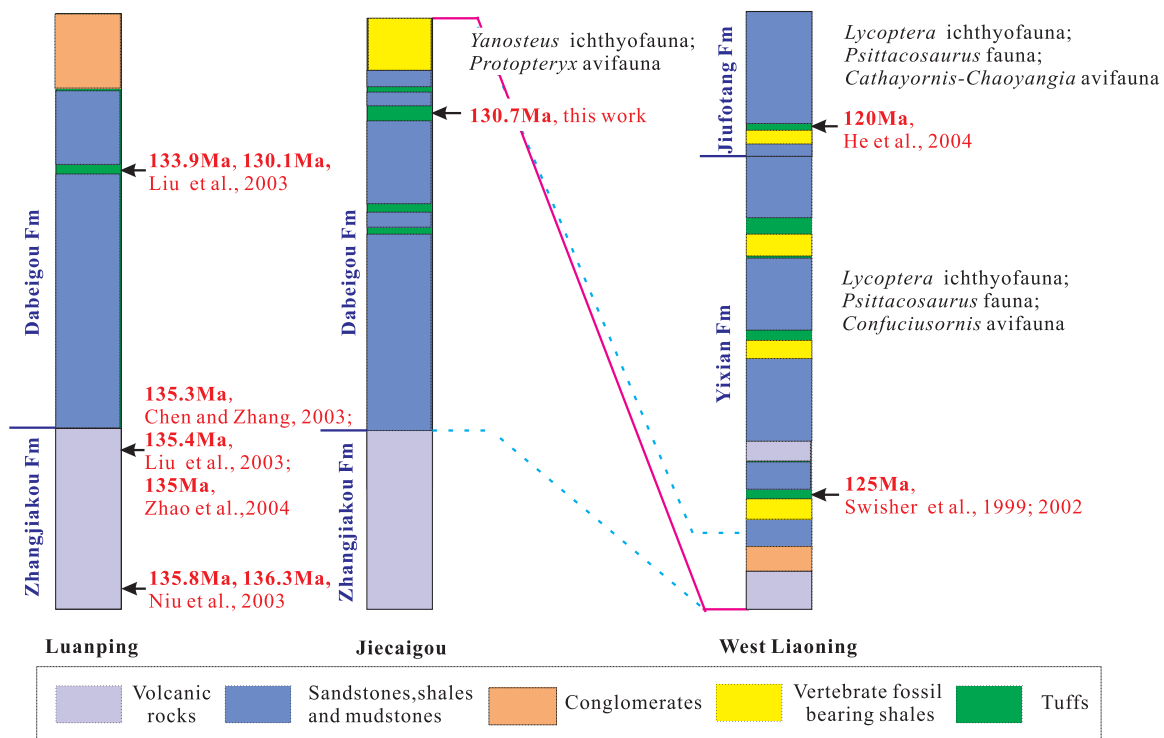 Dabeigou Fm
Zhangjiakou Fm
133.9Ma, 130.1Ma,
Liu et al., 2003
135.3Ma,
Chen and Zhang, 2003;
135.4Ma,
Liu et al., 2003;
135Ma,
Zhao et al.,2004
135.8Ma, 136.3Ma,
Niu et al., 2003
Luanping
Dabeigou Fm
Zhangjiakou Fm
Yanosteus ichthyofauna;
Protopteryx avifauna
130.7Ma, this work
Jiecaigou
Jiufotang Fm
Yixian Fm
Lycoptera ichthyofauna;
Psittacosaurus fauna;
Cathayornis-Chaoyangia avifauna
120Ma,
He et al., 2004
Lycoptera ichthyofauna;
Psittacosaurus fauna;
Confuciusornis avifauna
125Ma,
Swisher et al., 1999; 2002
West Liaoning
Volcanic
rocks
Sandstones,shales
and mudstones
Conglomerates
Vertebrate fossil
bearing shales
Tuffs